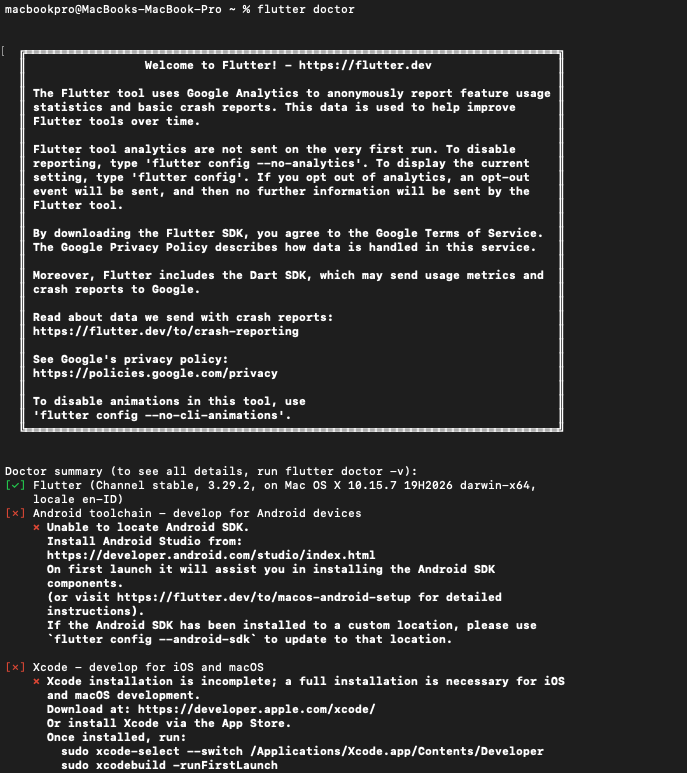 macbookpro@MacBooks-MacBook-Pro ~ % flutter doctor
[
Welcome to Flutter! - https://flutter.dev
The Flutter tool uses Google Analytics to anonymously report feature usage
statistics and basic crash reports. This data is used to help improve
Flutter tools over time.
Flutter tool analytics are not sent on the very first run. To disable
reporting, type 'flutter config --no-analytics'. To display the current
setting, type 'flutter config'. If you opt out of analytics, an opt-out
event will be sent, and then no further information will be sent by the
Flutter tool.
By downloading the Flutter SDK, you agree to the Google Terms of Service.
The Google Privacy Policy describes how data is handled in this service.
Moreover, Flutter includes the Dart SDK, which may send usage metrics and
crash reports to Google.
Read about data we send with crash reports:
https://flutter.dev/to/crash-reporting
See Google's privacy policy:
https://policies.google.com/privacy
To disable animations in this tool, use
'flutter config --no-cli-animations'.
Doctor summary (to see all details, run flutter doctor -v):
[✓] Flutter (Channel stable, 3.29.2, on Mac OS X 10.15.7 19H2026 darwin-x64,
locale en-ID)
[✗] Android toolchain - develop for Android devices
✗ Unable to locate Android SDK.
Install Android Studio from:
https://developer.android.com/studio/index.html
On first launch it will assist you in installing the Android SDK
components.
(or visit https://flutter.dev/to/macos-android-setup for detailed
instructions).
If the Android SDK has been installed to a custom location, please use
`flutter config --android-sdk` to update to that location.
[✗] Xcode - develop for iOS and macOS
✗ Xcode installation is incomplete; a full installation is necessary for iOS
and macOS development.
Download at: https://developer.apple.com/xcode/
Or install Xcode via the App Store.
Once installed, run:
sudo xcode-select --switch /Applications/Xcode.app/Contents/Developer
sudo xcodebuild -runFirstLaunch